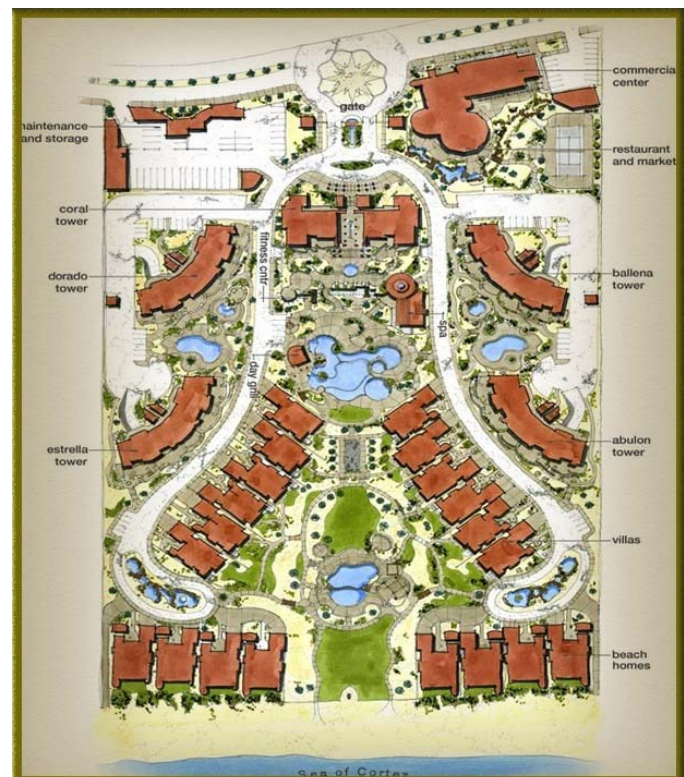 commercia
center
gate
maintenance
and storage
restaurant
and market
coral
tower
fitness cntr
dorado
tower
ballena
tower
spa
day grill
estrella
tower
abulon
tower
villas
beach
homes
Sea of Cortez